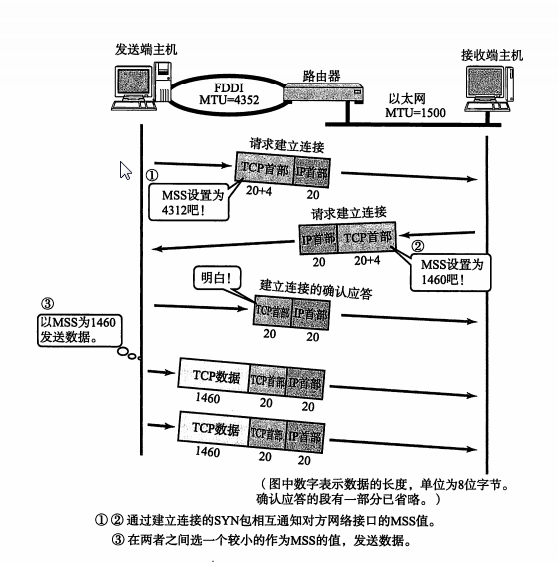 发送端主机
接收端主机
FDDI
MTU=4352
路由器
以太网
MTU=1500
请求建立连接
TCP首部 IP首部
20+4 20
①
MSS设置为
4312吧！
请求建立连接
IP首部 TCP首部
20 20+4
②
MSS设置为
1460吧！
明白！
建立连接的确认应答
TCP首部 IP首部
20 20
③
以MSS为1460
发送数据。
TCP数据 TCP首部 IP首部
1460 20 20
TCP数据 TCP首部 IP首部
1460 20 20
（图中数字表示数据的长度，单位为8位字节。
确认应答的段有一部分已省略。）
①②通过建立连接的SYN包相互通知对方网络接口的MSS值。
③在两者之间选一个较小的作为MSS的值，发送数据。